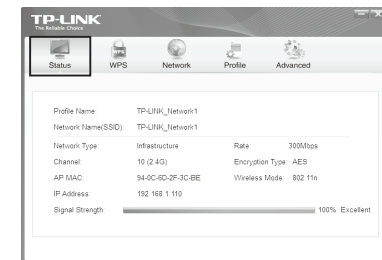 TP-LINK
The Reliable Choice
Status WPS Network Profile Advanced
Profile Name: TP-LINK_Network1
Network Name(SSID): TP-LINK_Network1
Network Type: Infrastructure Rate: 300Mbps
Channel: 10 (2.4G) Encryption Type: AES
AP MAC: 94-0C-6D-2F-3C-BE Wireless Mode: 802.11n
IP Address: 192.168.1.110
Signal Strength: 100% Excellent